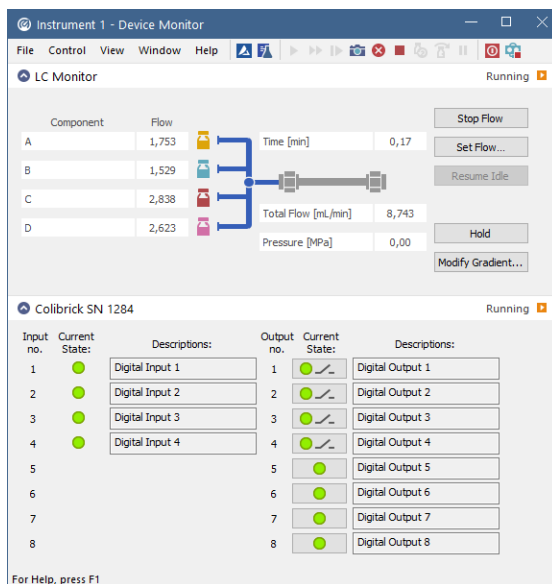 Instrument 1 - Device Monitor
File Control View Window Help
LC Monitor Running
Component Flow
Stop Flow
A 1,753 Time [min] 0,17
Set Flow...
B 1,529
Resume Idle
C 2,838
Total Flow [mL/min] 8,743
D 2,623
Hold
Pressure [MPa] 0,00
Modify Gradient...
Colibrick SN 1284 Running
Input no. Current State: Descriptions: Output no. Current State: Descriptions:
1 Digital Input 1 1 Digital Output 1
2 Digital Input 2 2 Digital Output 2
3 Digital Input 3 3 Digital Output 3
4 Digital Input 4 4 Digital Output 4
5 5 Digital Output 5
6 6 Digital Output 6
7 7 Digital Output 7
8 8 Digital Output 8
For Help, press F1